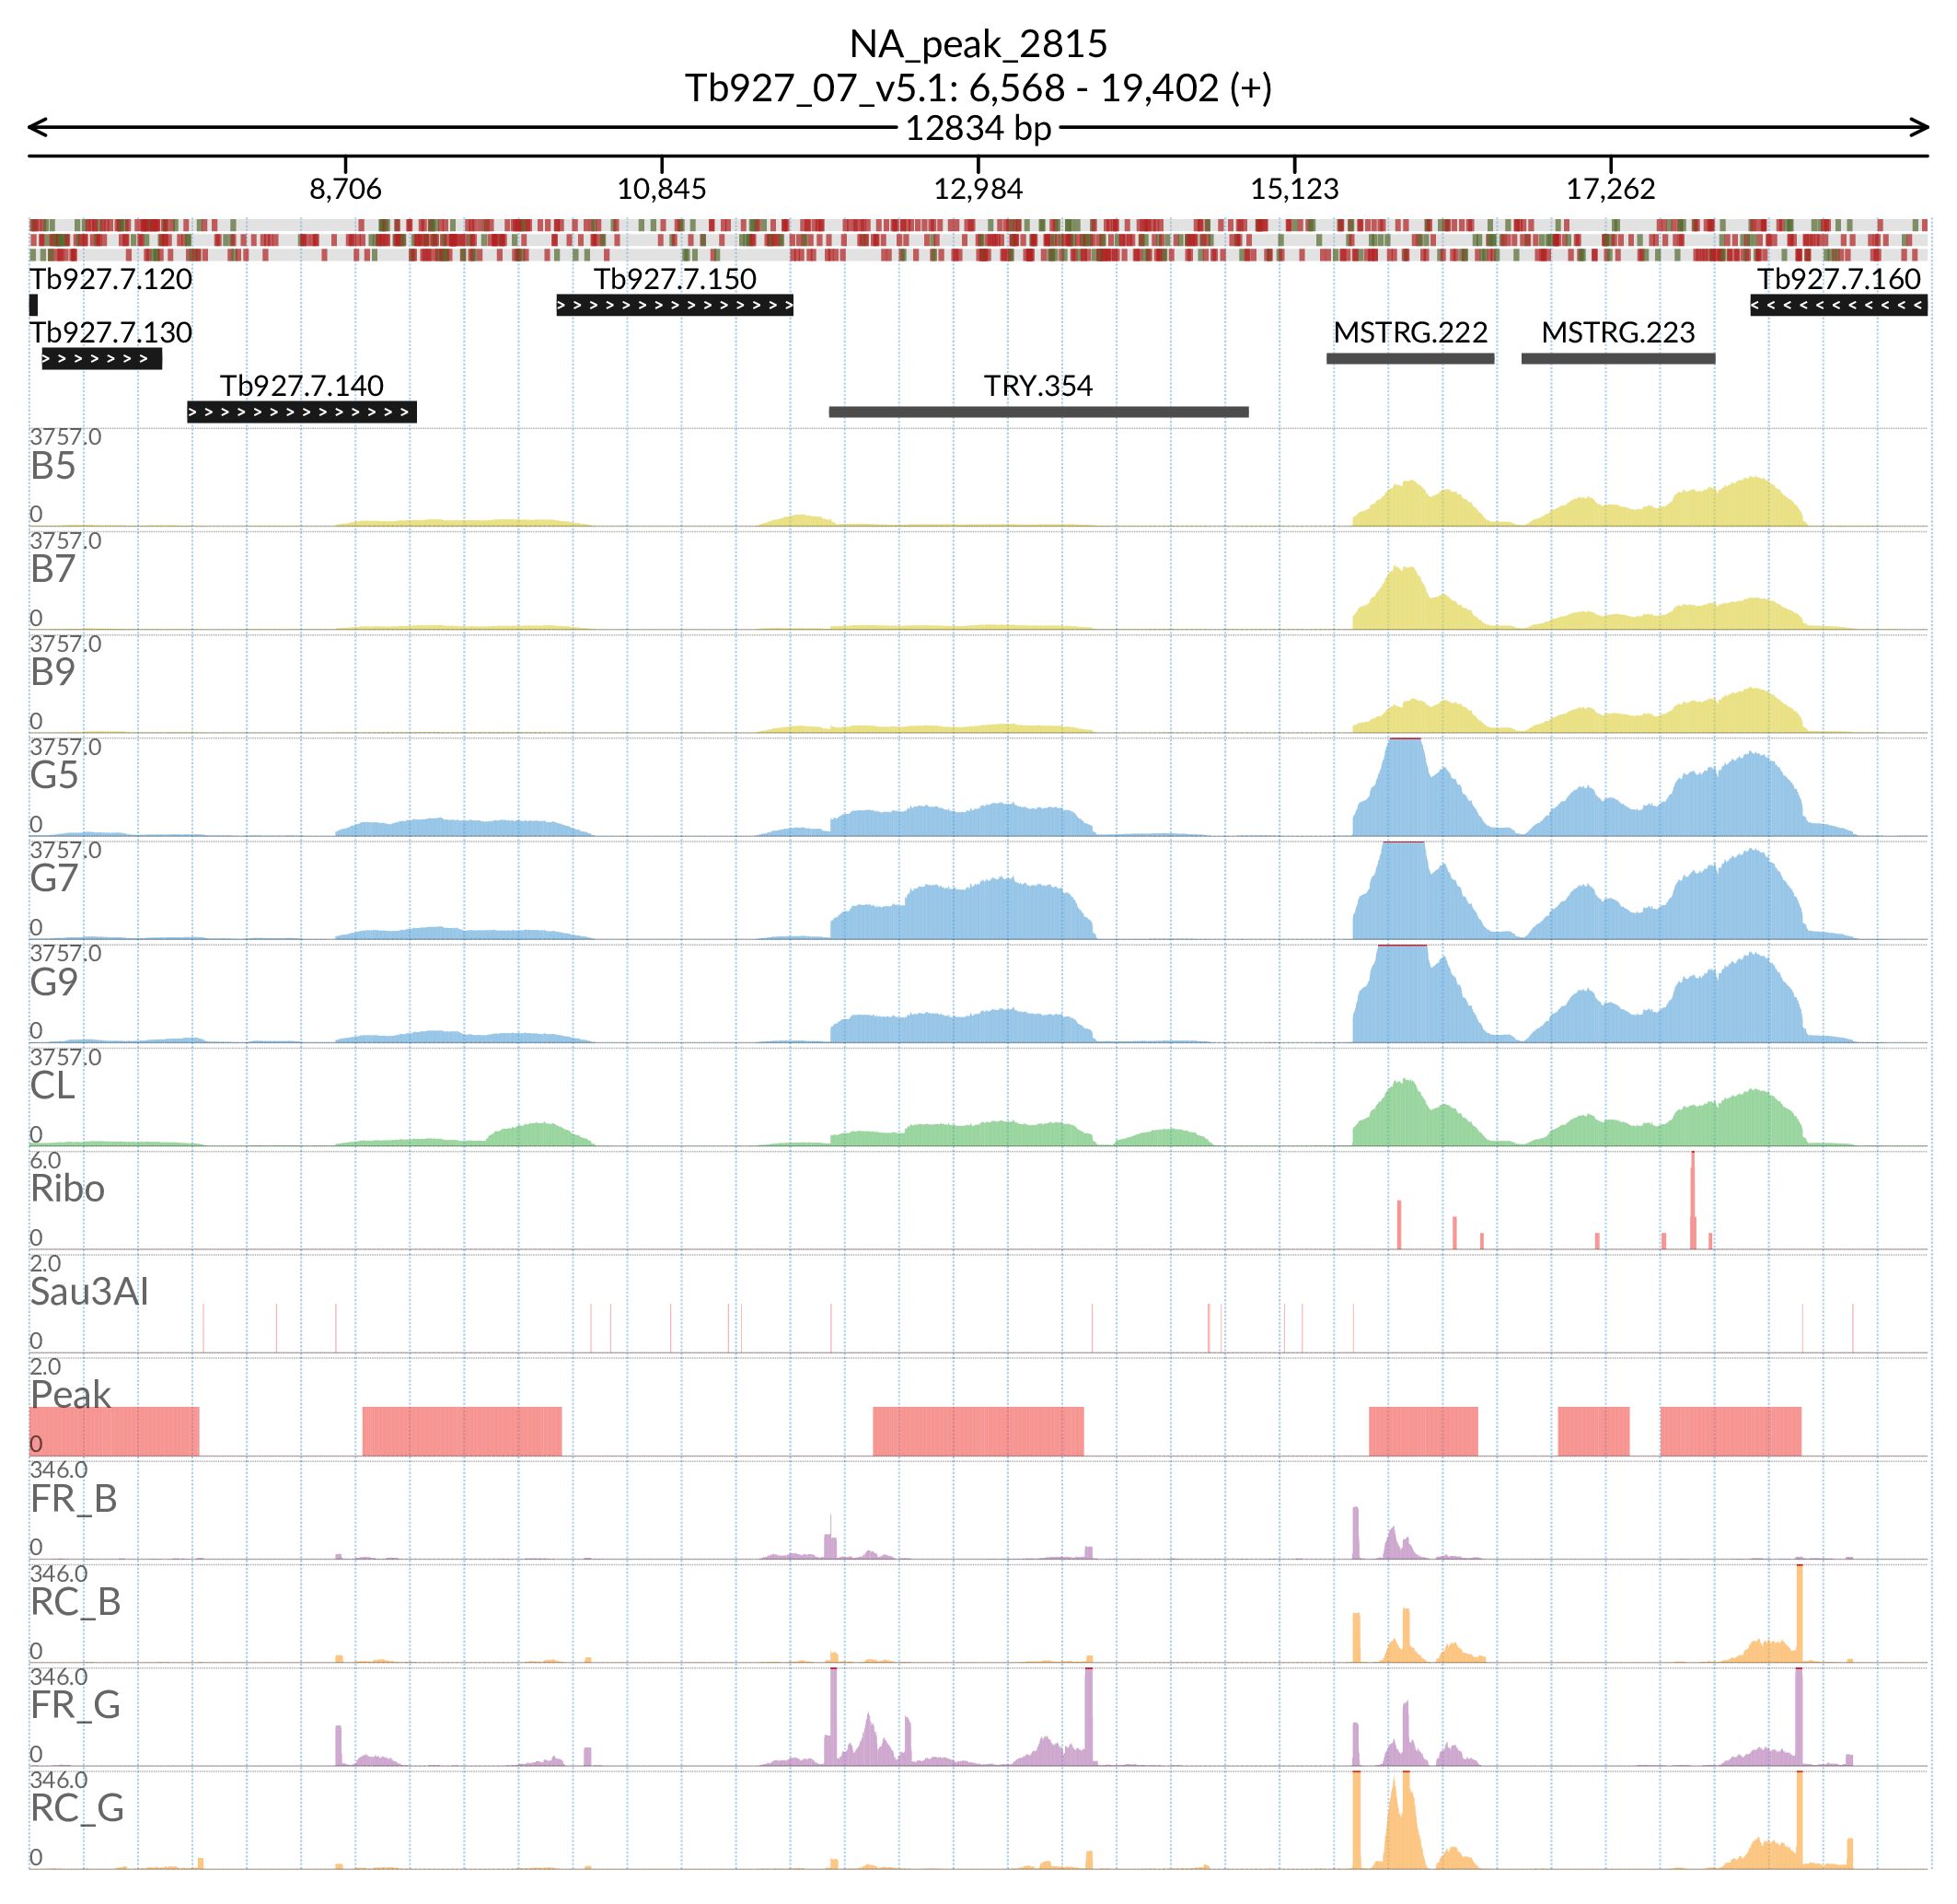 NA_peak_2815
Tb927_07_v5.1: 6,568 - 19,402 (+)
12834 bp
8,706 10,845 12,984 15,123 17,262
Tb927.7.120 Tb927.7.150 Tb927.7.160
Tb927.7.130 MSTRG.222 MSTRG.223
Tb927.7.140 TRY.354
3757.0
B5
0
3757.0
B7
0
3757.0
B9
0
3757.0
G5
0
3757.0
G7
0
3757.0
G9
0
3757.0
CL
0
6.0
Ribo
0
2.0
Sau3AI
0
2.0
Peak
0
346.0
FR_B
0
346.0
RC_B
0
346.0
FR_G
0
346.0
RC_G
0